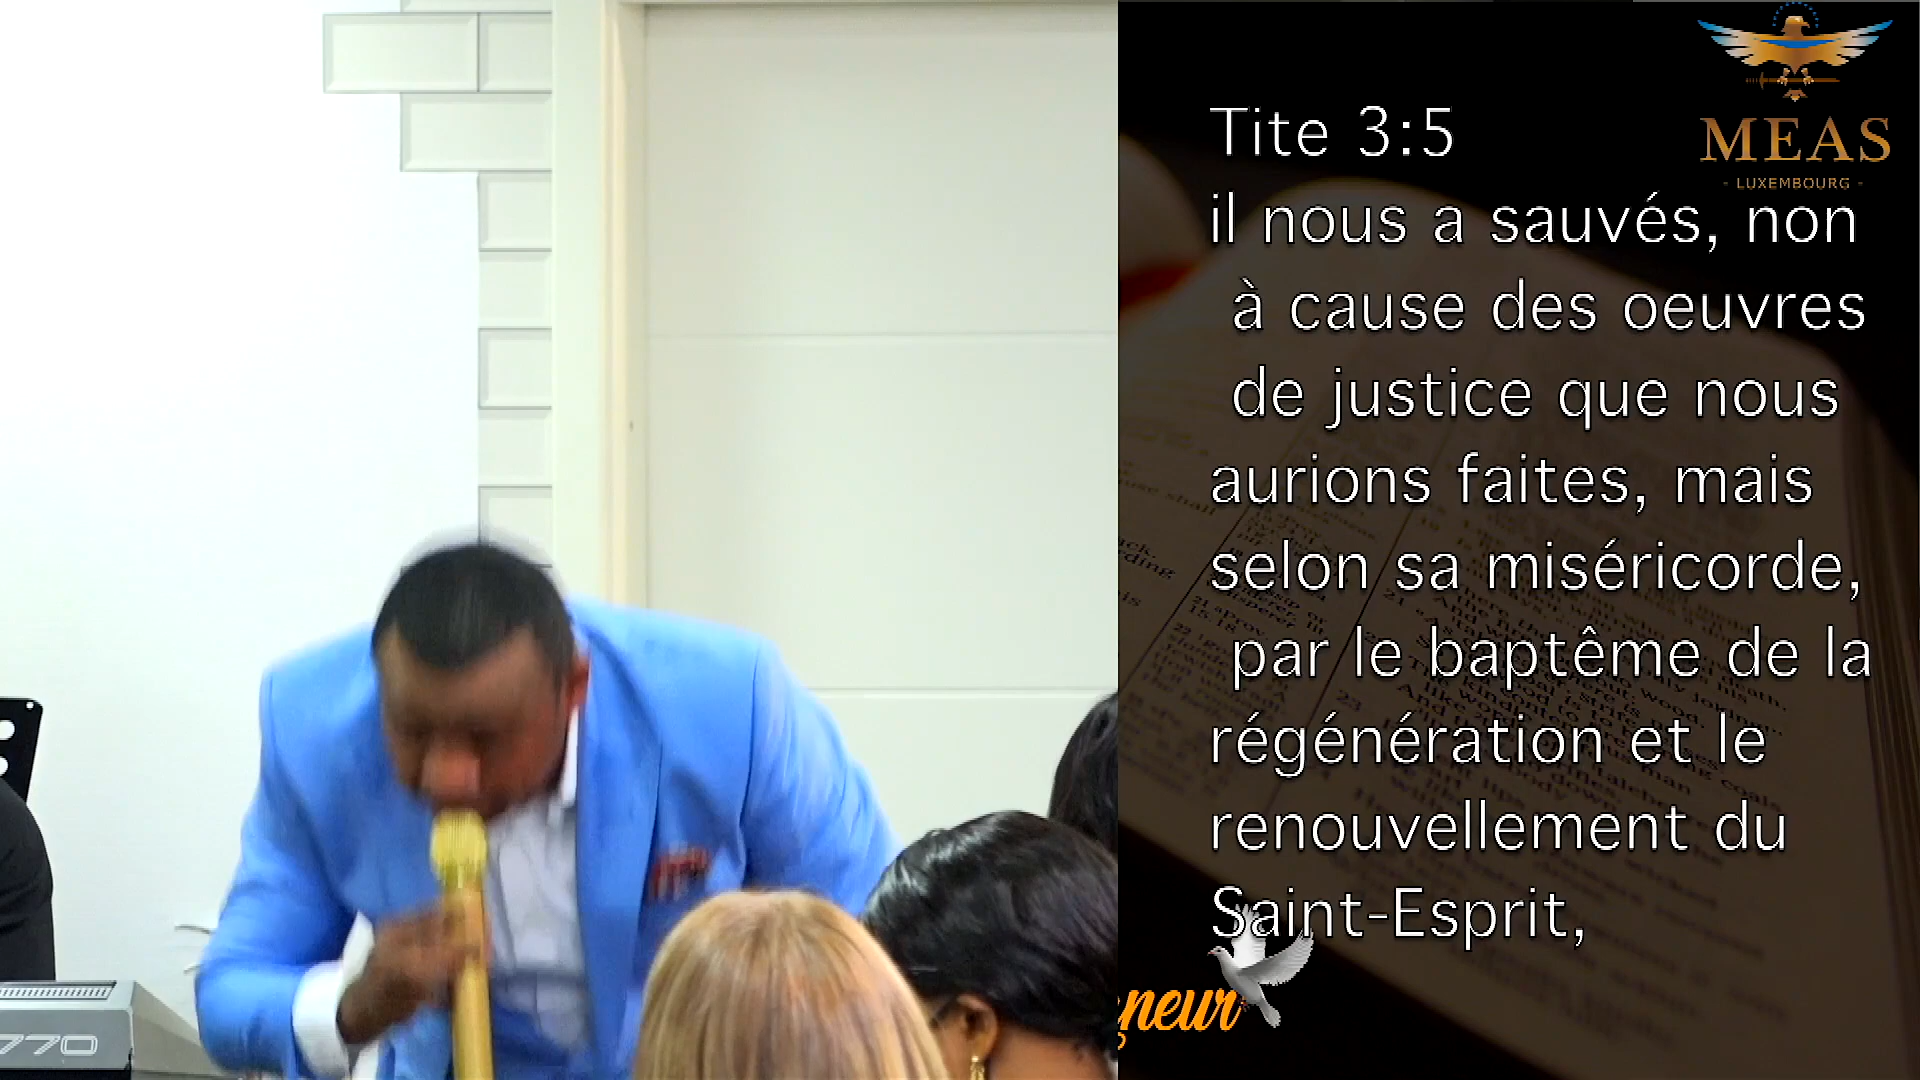 MEAS
- LUXEMBOURG -
Tite 3:5
il nous a sauvés, non
à cause des oeuvres
de justice que nous
aurions faites, mais
selon sa miséricorde,
par le baptême de la
régénération et le
renouvellement du
Saint-Esprit,
gneur
770